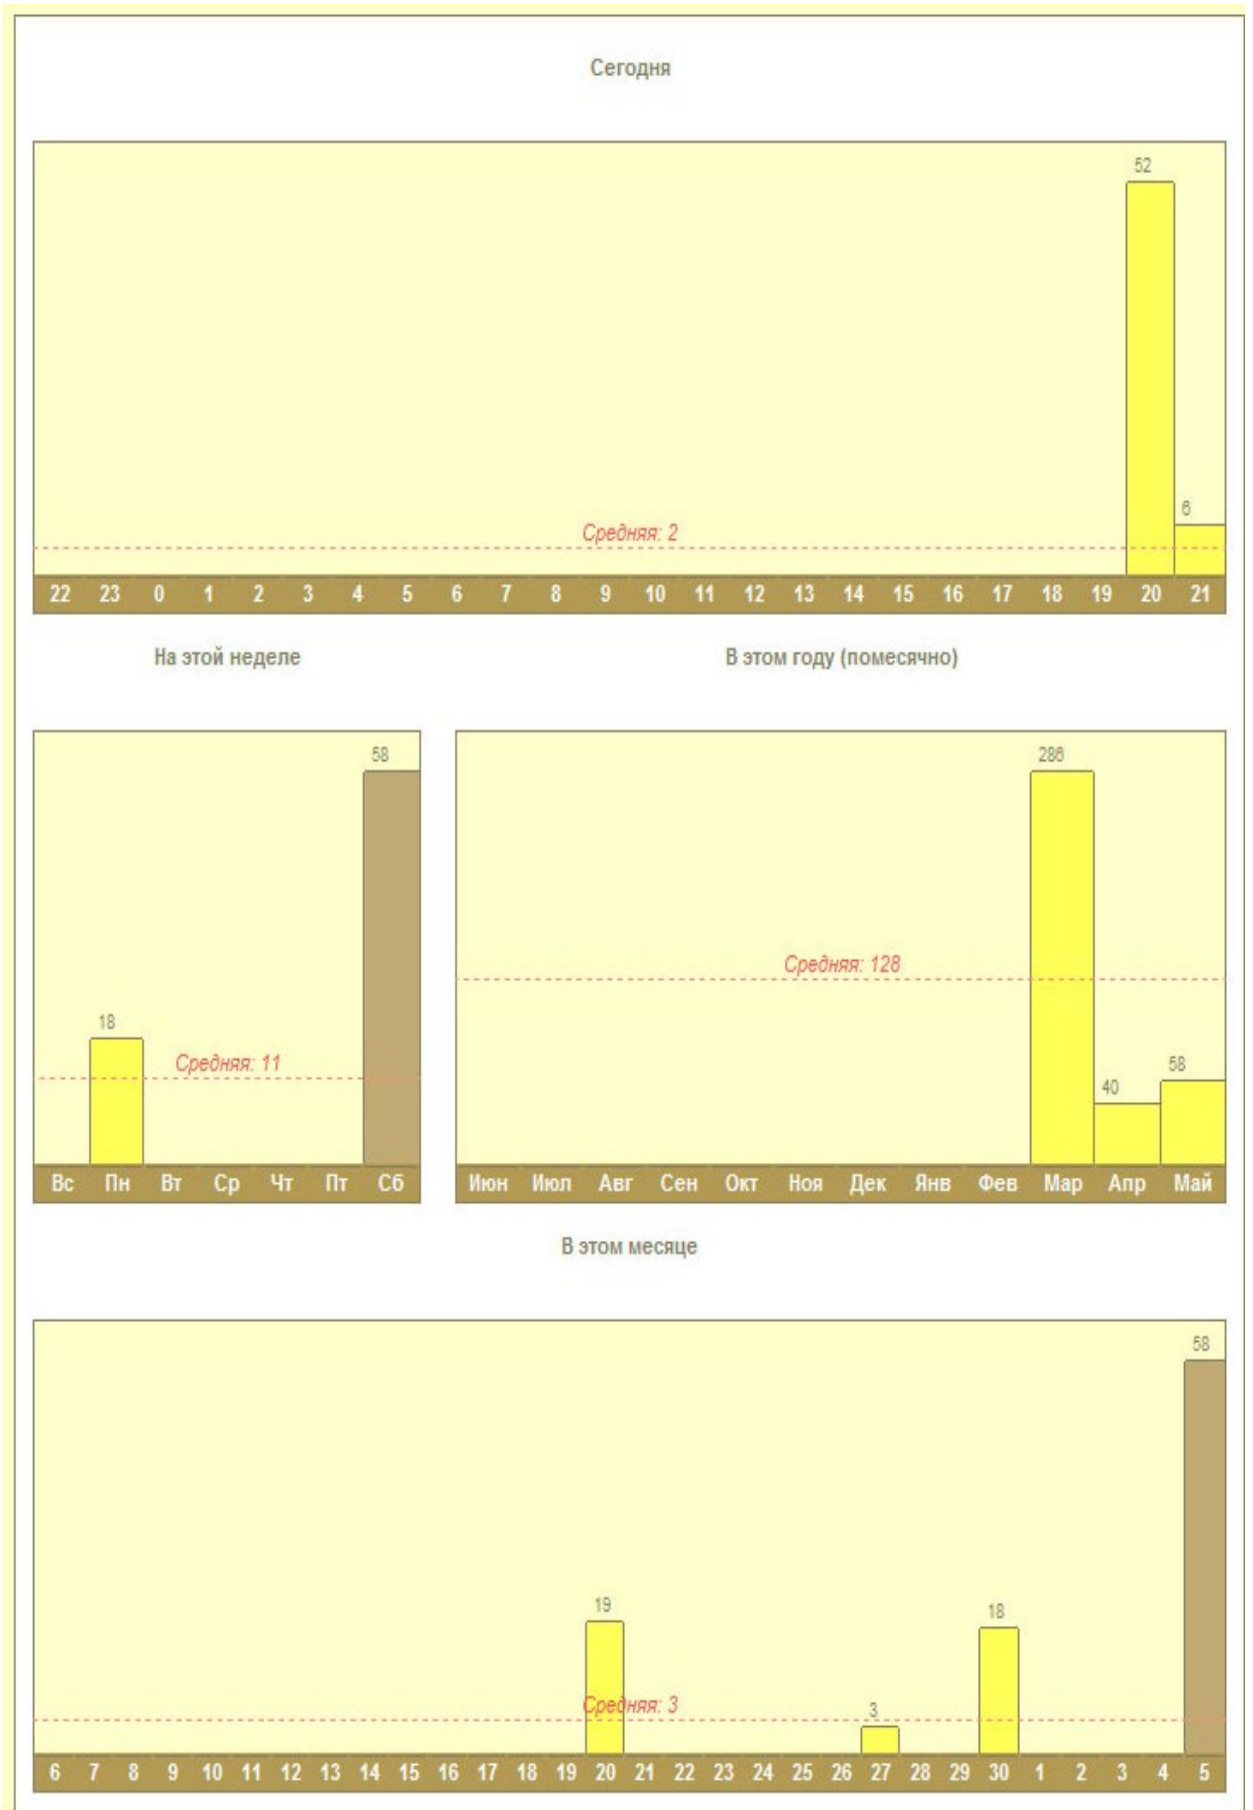 Сегодня
52
6
Средняя: 2
22 23 0 1 2 3 4 5 6 7 8 9 10 11 12 13 14 15 16 17 18 19 20 21
На этой неделе
58
18
Средняя: 11
Вс Пн Вт Ср Чт Пт Сб
В этом году (помесячно)
286
Средняя: 128
58
40
Июн Июл Авг Сен Окт Ноя Дек Янв Фев Мар Апр Май
В этом месяце
58
19
18
Средняя: 3
3
6 7 8 9 10 11 12 13 14 15 16 17 18 19 20 21 22 23 24 25 26 27 28 29 30 1 2 3 4 5